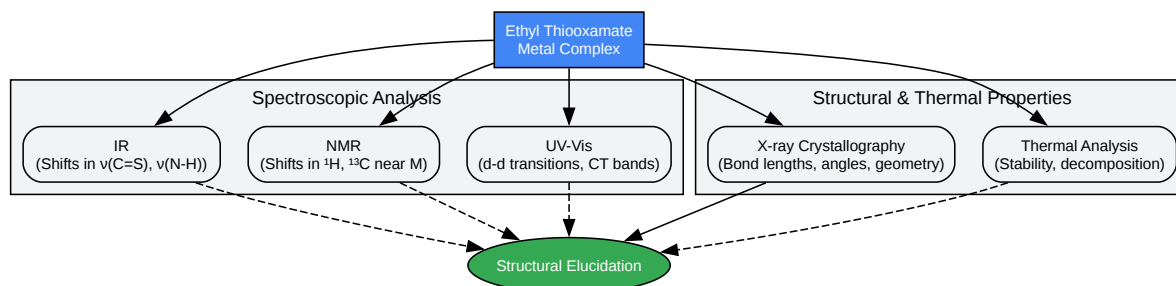 Ethyl Thiooxamate
Metal Complex
Spectroscopic Analysis
Structural & Thermal Properties
IR
(Shifts in ν(C=S), ν(N-H))
NMR
(Shifts in ¹H, ¹³C near M)
UV-Vis
(d-d transitions, CT bands)
X-ray Crystallography
(Bond lengths, angles, geometry)
Thermal Analysis
(Stability, decomposition)
Structural Elucidation